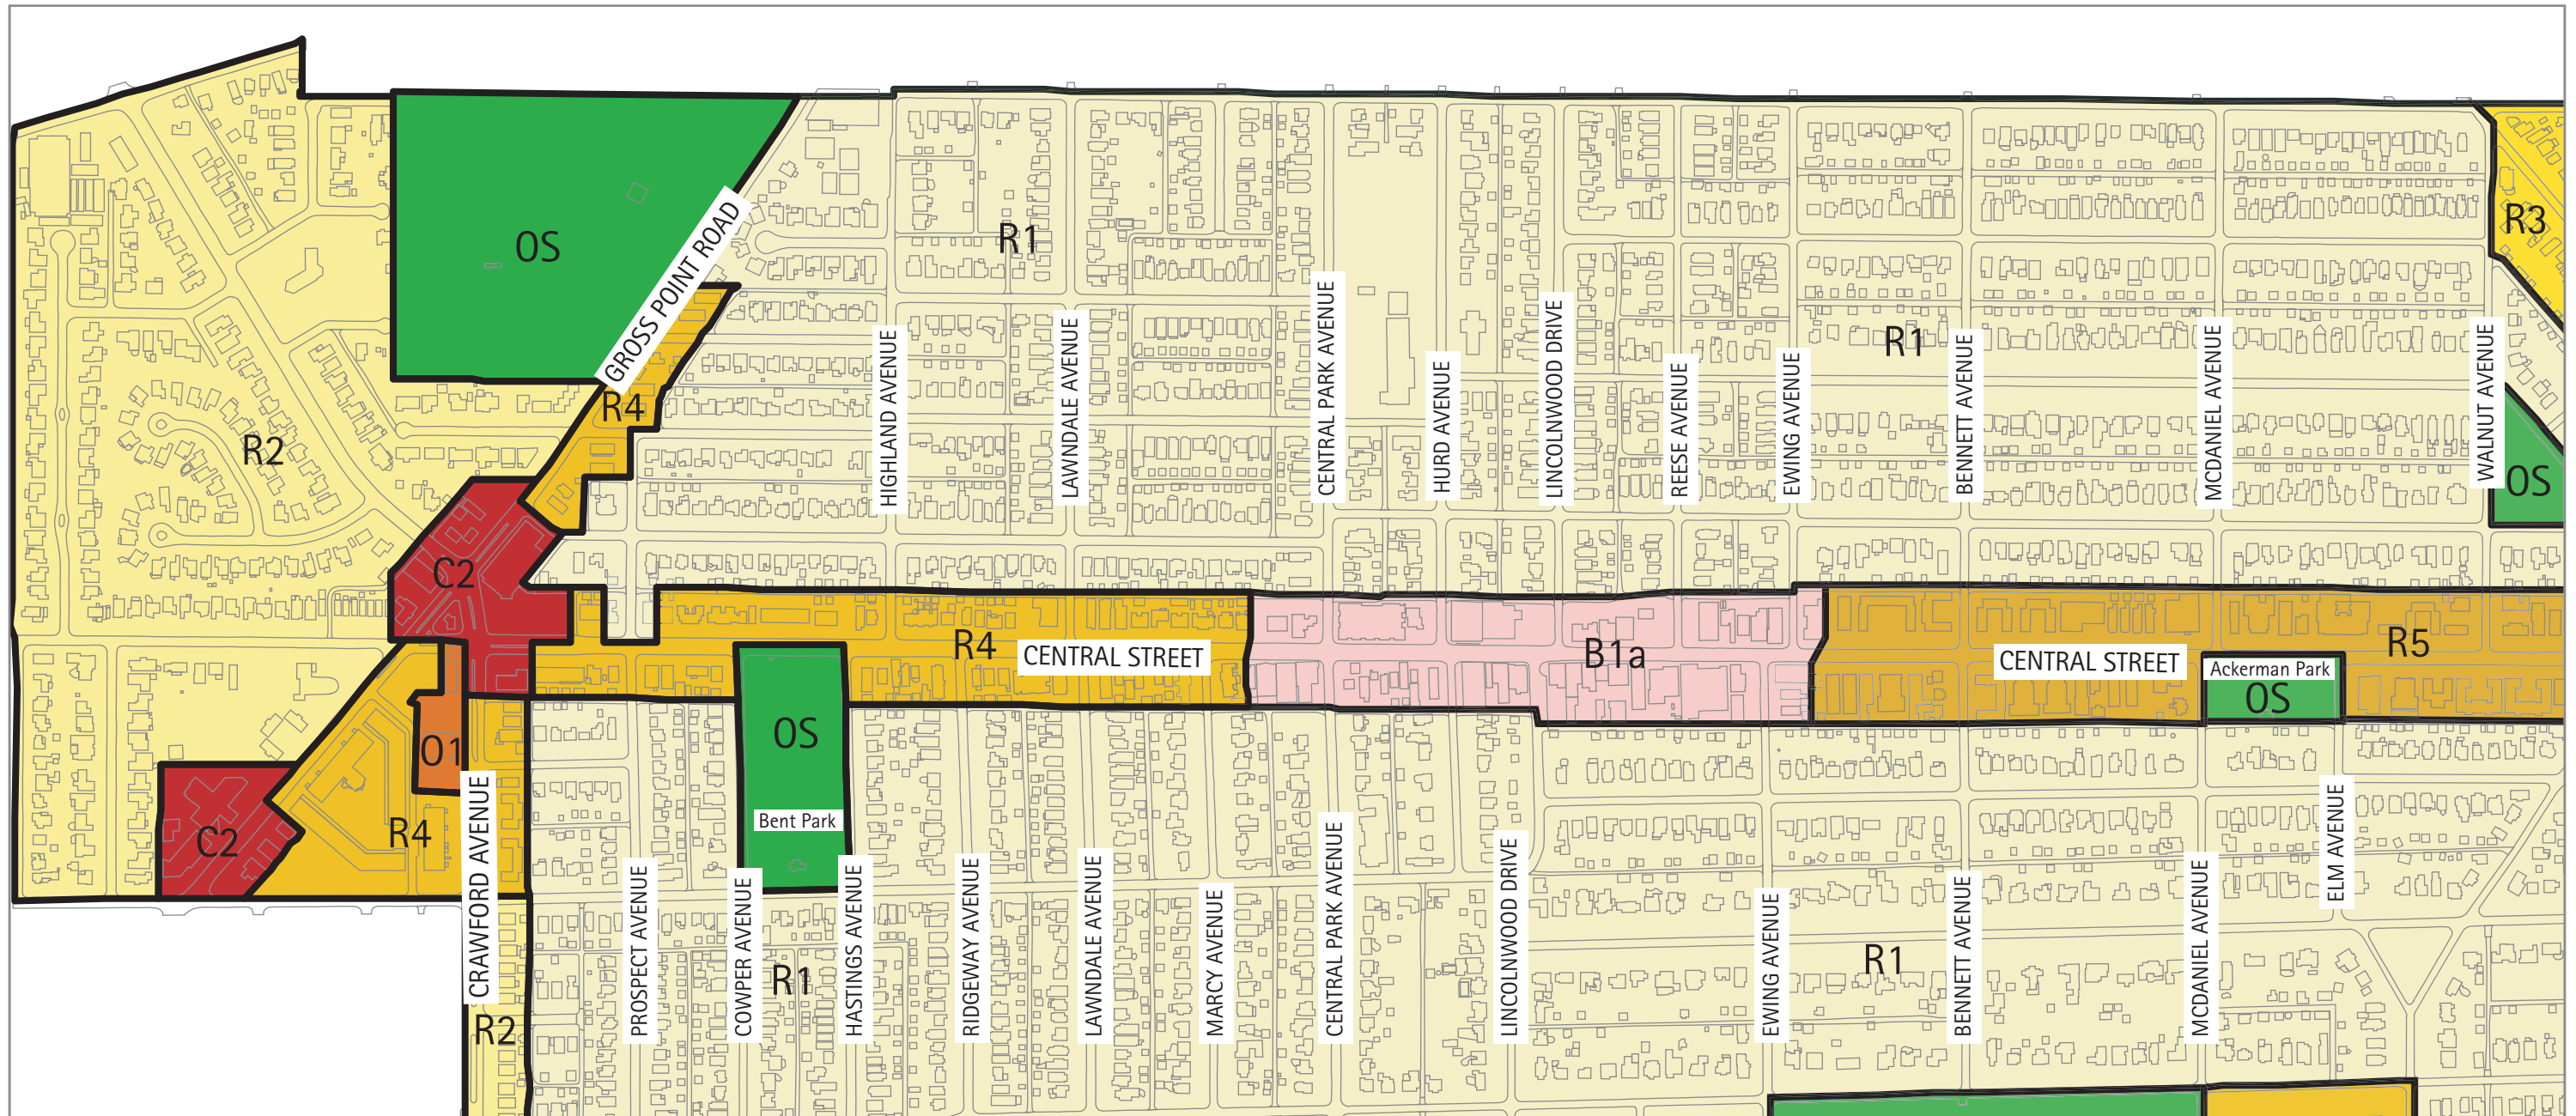 OS
R1
R3
GROSS POINT ROAD
R4
R2
HIGHLAND AVENUE
LAWNDALE AVENUE
CENTRAL PARK AVENUE
HURD AVENUE
LINCOLNWOOD DRIVE
REESE AVENUE
EWING AVENUE
R1
BENNETT AVENUE
MCDANIEL AVENUE
WALNUT AVENUE
OS
C2
R4
CENTRAL STREET
B1a
CENTRAL STREET
Ackerman Park
OS
R5
O1
OS
Bent Park
C2
R4
CRAWFORD AVENUE
R2
PROSPECT AVENUE
COWPER AVENUE
R1
HASTINGS AVENUE
RIDGEWAY AVENUE
LAWNDALE AVENUE
MARCY AVENUE
CENTRAL PARK AVENUE
LINCOLNWOOD DRIVE
EWING AVENUE
R1
BENNETT AVENUE
MCDANIEL AVENUE
ELM AVENUE